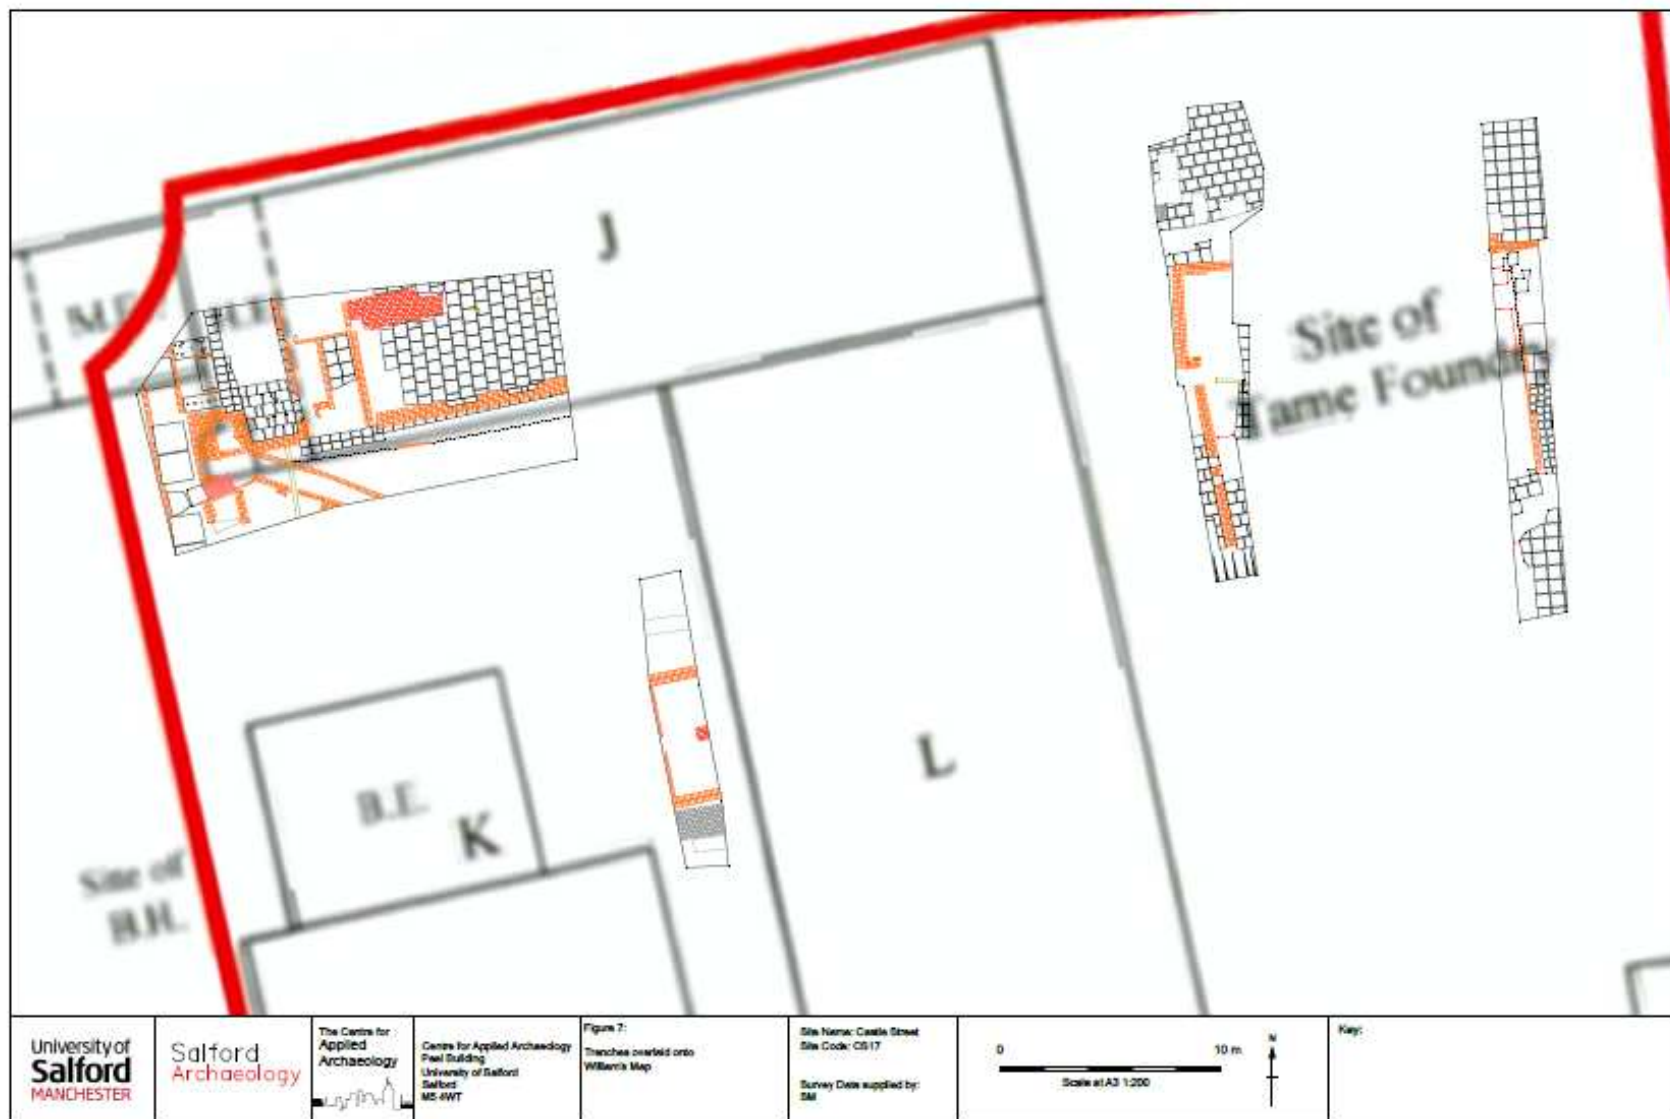 J
M.E.
Site of
Tame Foundry
L
B.E.
K
Site of
B.H.
University of
Salford
MANCHESTER
Salford
Archaeology
The Centre for
Applied
Archaeology
Centre for Applied Archaeology
Peel Building
University of Salford
Salford
M5 4WT
Figure 7:
Trenches overlaid onto
William's Map
Site Name: Castle Street
Site Code: CS17
Survey Data supplied by:
SM
0
10 m
Scale at A3 1:200
N
Key: